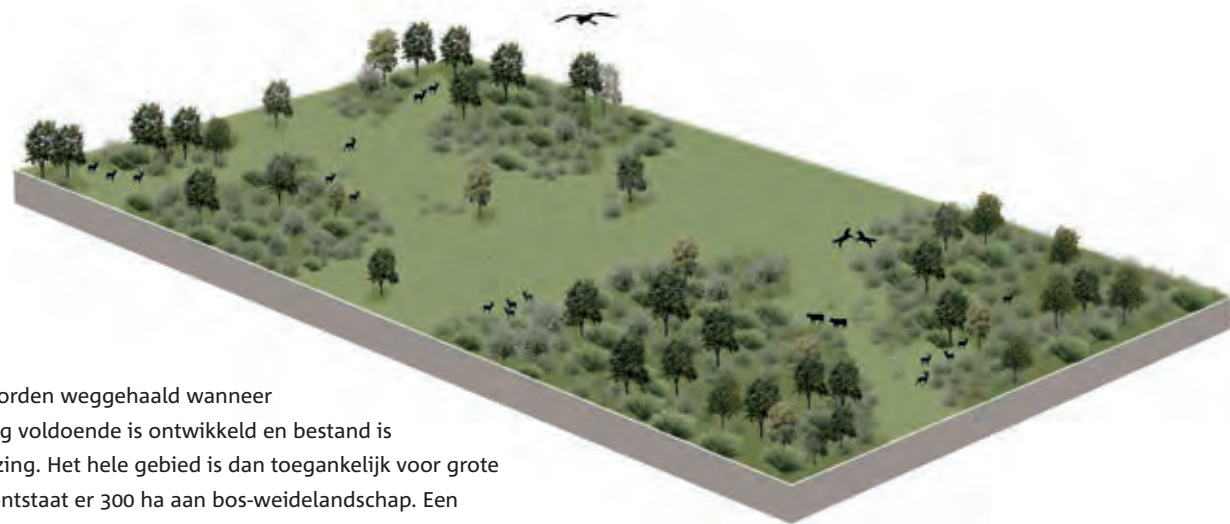 orden weggehaald wanneer
g voldoende is ontwikkeld en bestand is
zing. Het hele gebied is dan toegankelijk voor grote
ontstaat er 300 ha aan bos-weidelandschap. Een